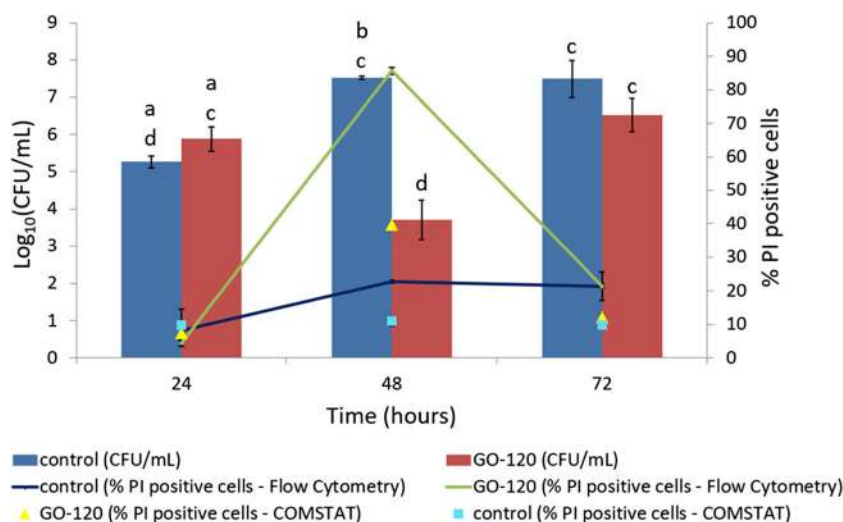 9
8
7
6
5
4
3
2
1
0
Log10(CFU/mL)
100
90
80
70
60
50
40
30
20
10
0
% PI positive cells
a
d
a
c
b
c
d
c
c
24
48
72
Time (hours)
control (CFU/mL)
GO-120 (CFU/mL)
control (% PI positive cells - Flow Cytometry)
GO-120 (% PI positive cells - Flow Cytometry)
GO-120 (% PI positive cells - COMSTAT)
control (% PI positive cells - COMSTAT)